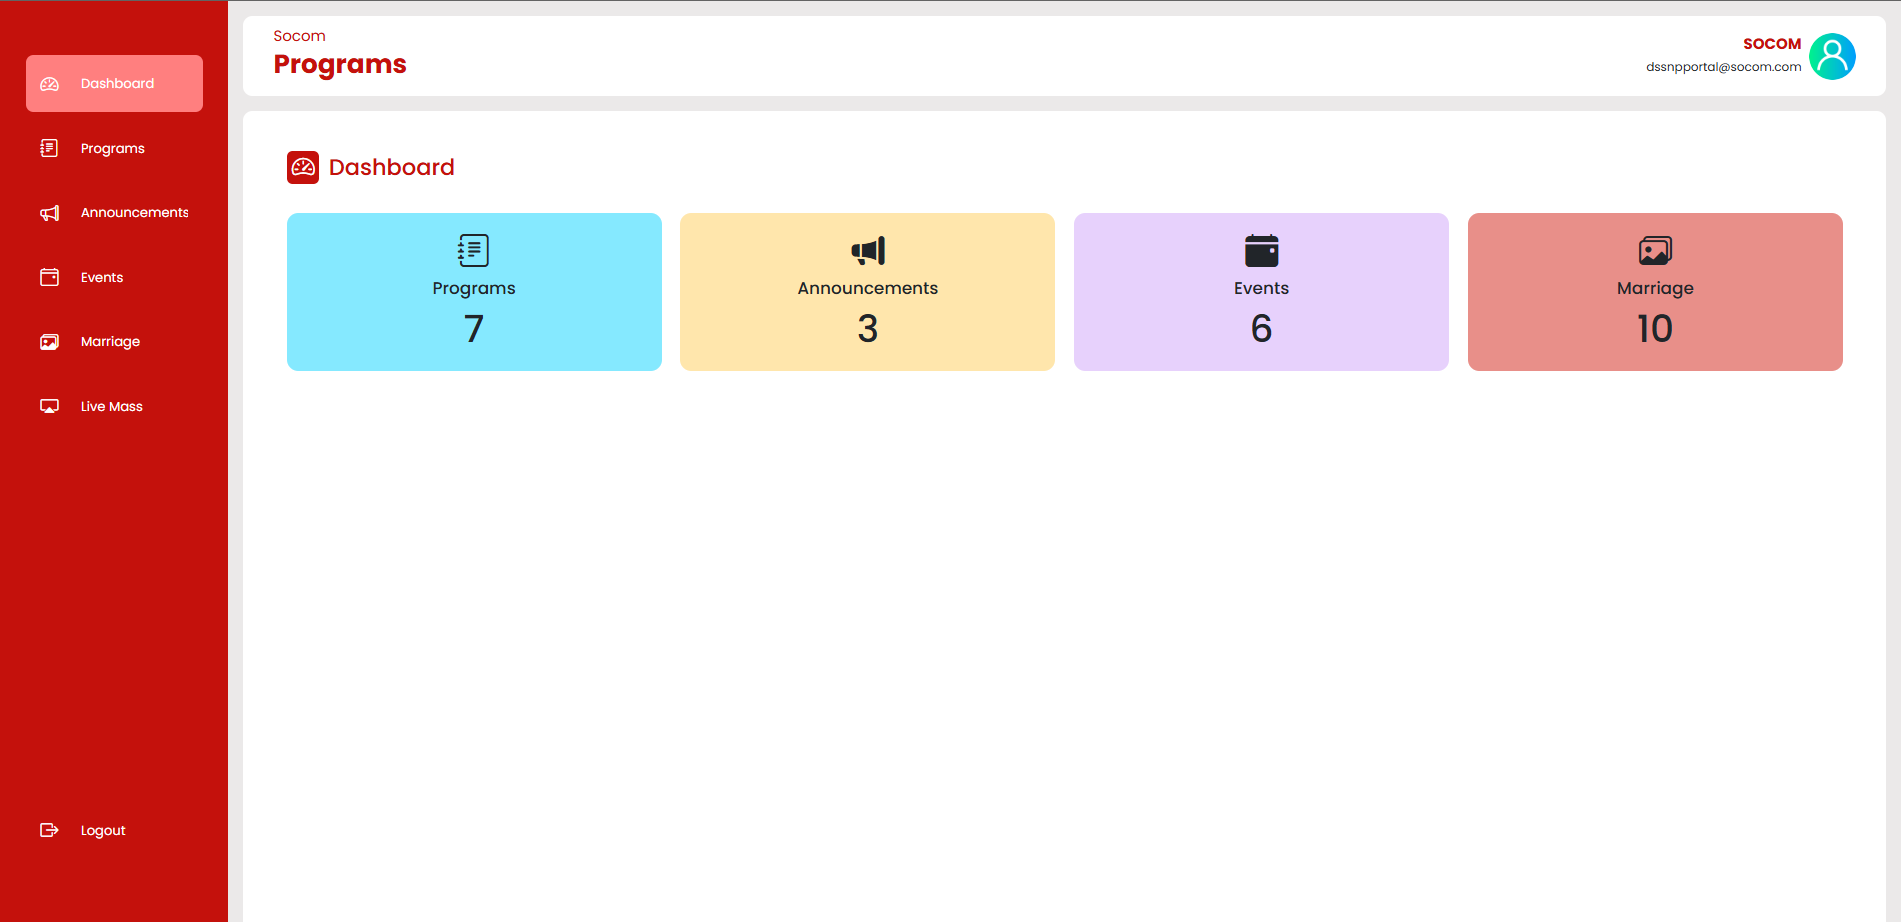 Dashboard
Programs
Announcements
Events
Marriage
Live Mass
Logout
Socom
Programs
SOCOM
dssnpportal@socom.com
Dashboard
Programs
7
Announcements
3
Events
6
Marriage
10